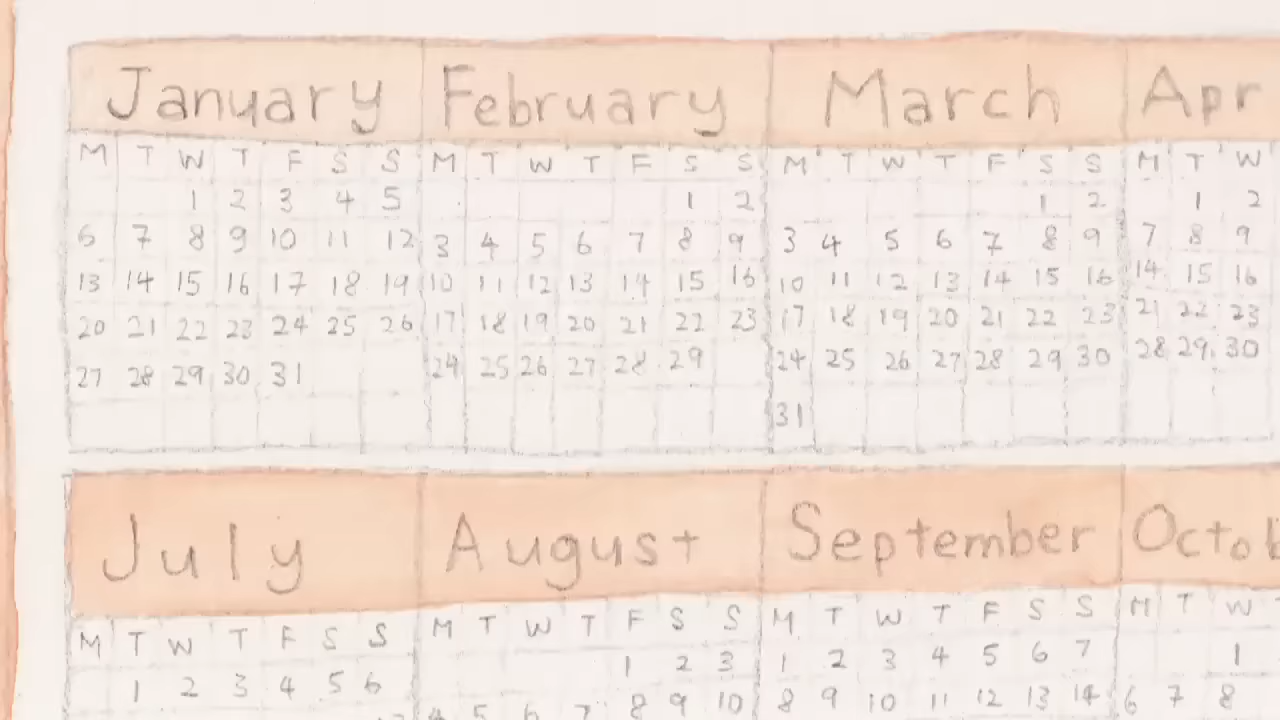 January February March Apr
M T W T F S S M T W T F S S M T W T F S S M T W
1 2 3 4 5 1 2 1 2 1 2
6 7 8 9 10 11 12 3 4 5 6 7 8 9 3 4 5 6 7 8 9 7 8 9
13 14 15 16 17 18 19 10 11 12 13 14 15 16 10 11 12 13 14 15 16 14 15 16
20 21 22 23 24 25 26 17 18 19 20 21 22 23 17 18 19 20 21 22 23 21 22 23
27 28 29 30 31 24 25 26 27 28 29 24 25 26 27 28 29 30 28 29 30
31
July August September Octob
M T W T F S S M T W T F S S M T W T F S S M T W
1 2 3 4 5 6 1 2 3 1 2 3 4 5 6 7 1
4 5 6 7 8 9 10 8 9 10 11 12 13 14 6 7 8